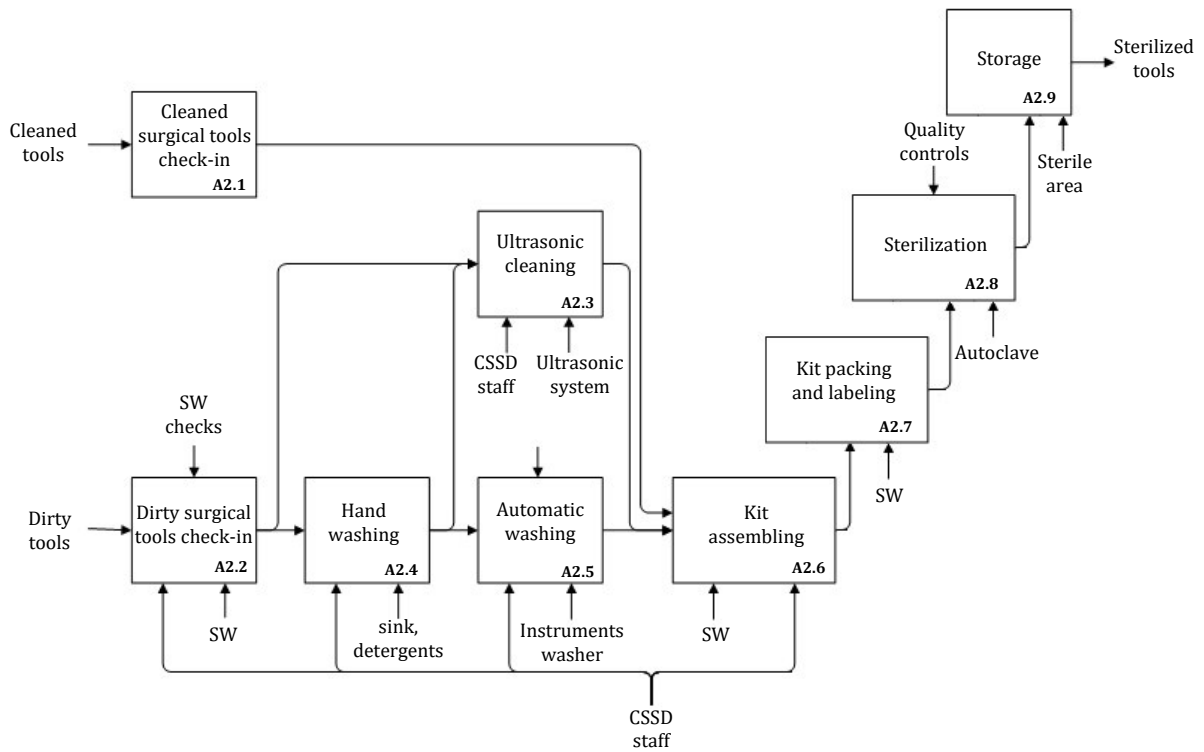 Storage
A2.9
Sterilized
tools
Cleaned
tools
Cleaned
surgical tools
check-in
A2.1
Quality
controls
Sterile
area
Sterilization
A2.8
Ultrasonic
cleaning
A2.3
CSSD
staff
Ultrasonic
system
Autoclave
Kit packing
and labeling
A2.7
SW
SW
checks
Dirty
tools
Dirty surgical
tools check-in
A2.2
SW
Hand
washing
A2.4
sink,
detergents
Automatic
washing
A2.5
Instruments
washer
Kit
assembling
A2.6
SW
CSSD
staff